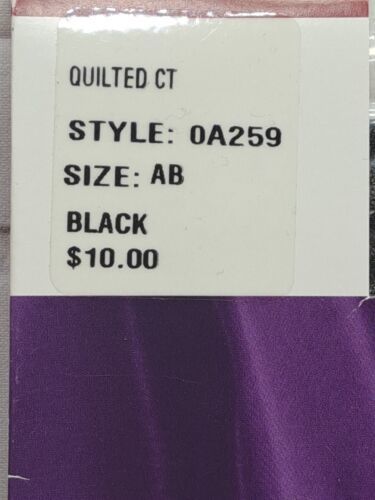 QUILTED CT
STYLE: 0A259
SIZE: AB
BLACK
$10.00